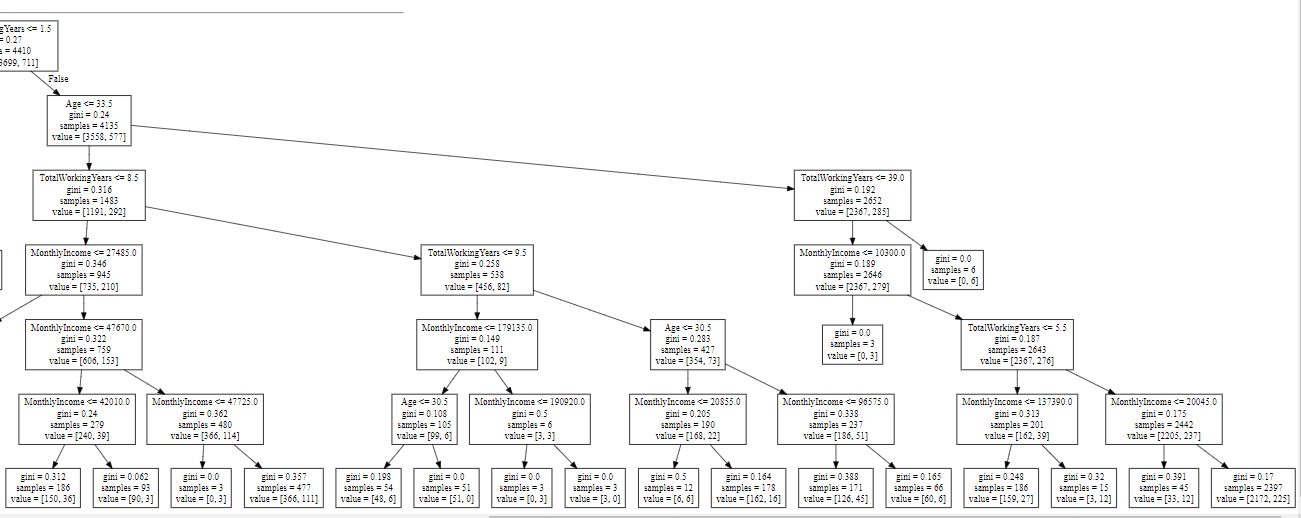 gYears <= 1.5
= 0.27
s = 4410
3699, 711]
False
Age <= 33.5
gini = 0.24
samples = 4135
value = [3558, 577]
TotalWorkingYears <= 8.5
gini = 0.316
samples = 1483
value = [1191, 292]
TotalWorkingYears <= 39.0
gini = 0.192
samples = 2652
value = [2367, 285]
MonthlyIncome <= 27485.0
gini = 0.346
samples = 945
value = [735, 210]
TotalWorkingYears <= 9.5
gini = 0.258
samples = 538
value = [456, 82]
MonthlyIncome <= 10300.0
gini = 0.189
samples = 2646
value = [2367, 279]
gini = 0.0
samples = 6
value = [0, 6]
MonthlyIncome <= 47670.0
gini = 0.322
samples = 759
value = [606, 153]
MonthlyIncome <= 179135.0
gini = 0.149
samples = 111
value = [102, 9]
Age <= 30.5
gini = 0.283
samples = 427
value = [354, 73]
gini = 0.0
samples = 3
value = [0, 3]
TotalWorkingYears <= 5.5
gini = 0.187
samples = 2643
value = [2367, 276]
MonthlyIncome <= 42010.0
gini = 0.24
samples = 279
value = [240, 39]
MonthlyIncome <= 47725.0
gini = 0.362
samples = 480
value = [366, 114]
Age <= 30.5
gini = 0.108
samples = 105
value = [99, 6]
MonthlyIncome <= 190920.0
gini = 0.5
samples = 6
value = [3, 3]
MonthlyIncome <= 20855.0
gini = 0.205
samples = 190
value = [168, 22]
MonthlyIncome <= 96575.0
gini = 0.338
samples = 237
value = [186, 51]
MonthlyIncome <= 137390.0
gini = 0.313
samples = 201
value = [162, 39]
MonthlyIncome <= 20045.0
gini = 0.175
samples = 2442
value = [2205, 237]
gini = 0.312
samples = 186
value = [150, 36]
gini = 0.062
samples = 93
value = [90, 3]
gini = 0.0
samples = 3
value = [0, 3]
gini = 0.357
samples = 477
value = [366, 111]
gini = 0.198
samples = 54
value = [48, 6]
gini = 0.0
samples = 51
value = [51, 0]
gini = 0.0
samples = 3
value = [0, 3]
gini = 0.0
samples = 3
value = [3, 0]
gini = 0.5
samples = 12
value = [6, 6]
gini = 0.164
samples = 178
value = [162, 16]
gini = 0.388
samples = 171
value = [126, 45]
gini = 0.165
samples = 66
value = [60, 6]
gini = 0.248
samples = 186
value = [159, 27]
gini = 0.32
samples = 15
value = [3, 12]
gini = 0.391
samples = 45
value = [33, 12]
gini = 0.17
samples = 2397
value = [2172, 225]